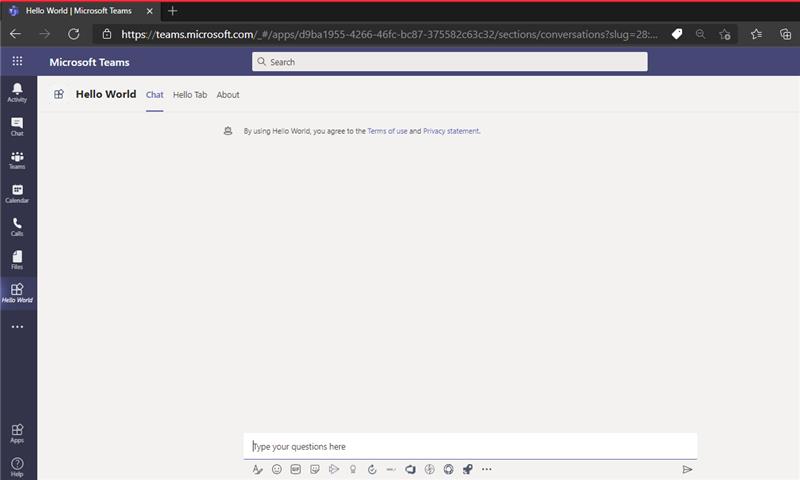 Hello World | Microsoft Teams
https://teams.microsoft.com/_#/apps/d9ba1955-4266-46fc-bc87-375582c63c32/sections/conversations?slug=28:...
Microsoft Teams
Search
Activity
Chat
Teams
Calendar
Calls
Files
Hello World
Apps
Help
Hello World
Chat
Hello Tab
About
By using Hello World, you agree to the Terms of use and Privacy statement.
Type your questions here
GIF